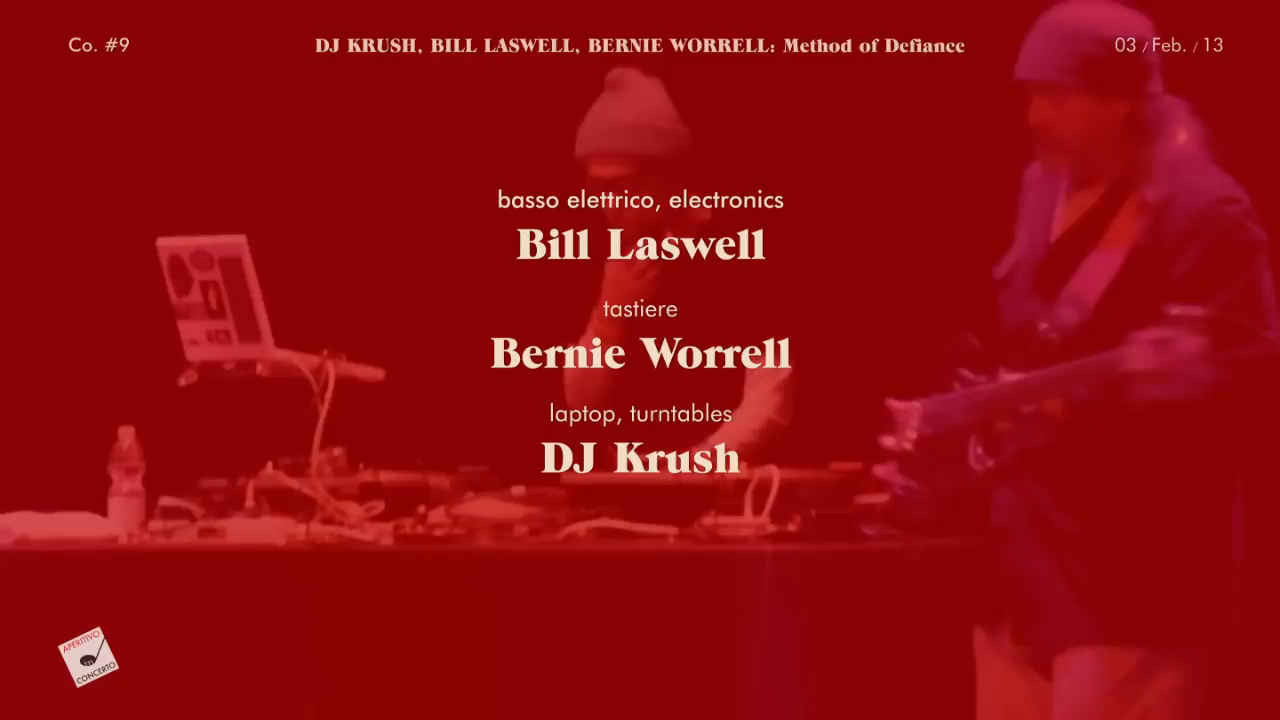 Co. #9
DJ KRUSH, BILL LASWELL, BERNIE WORRELL: Method of Defiance
03 / Feb. / 13
basso elettrico, electronics
Bill Laswell
tastiere
Bernie Worrell
laptop, turntables
DJ Krush
APERITIVO
in
CONCERTO